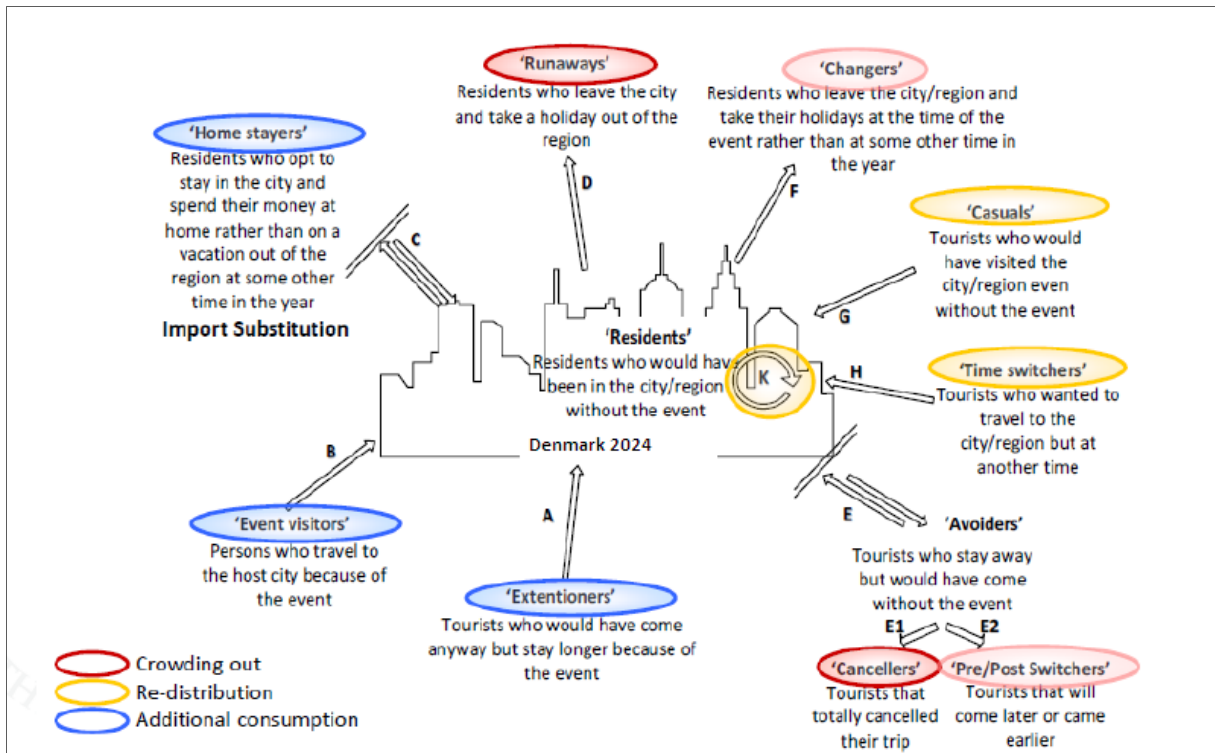 'Runaways'
Residents who leave the city
and take a holiday out of the
region
'Changers'
Residents who leave the city/region and
take their holidays at the time of the
event rather than at some other time in
the year
'Home stayers'
Residents who opt to
stay in the city and
spend their money at
home rather than on a
vacation out of the
region at some other
time in the year
Import Substitution
D
F
C
'Casuals'
Tourists who would
have visited the
city/region even
without the event
G
'Residents'
Residents who would have
been in the city/region
without the event
K
H
'Time switchers'
Tourists who wanted to
travel to the
city/region but at
another time
Denmark 2024
B
A
E
'Event visitors'
Persons who travel to
the host city because of
the event
'Extentioners'
Tourists who would have come
anyway but stay longer because of
the event
'Avoiders'
Tourists who stay away
but would have come
without the event
E1
E2
'Cancellers'
Tourists that
totally cancelled
their trip
'Pre/Post Switchers'
Tourists that will
come later or came
earlier
Crowding out
Re-distribution
Additional consumption